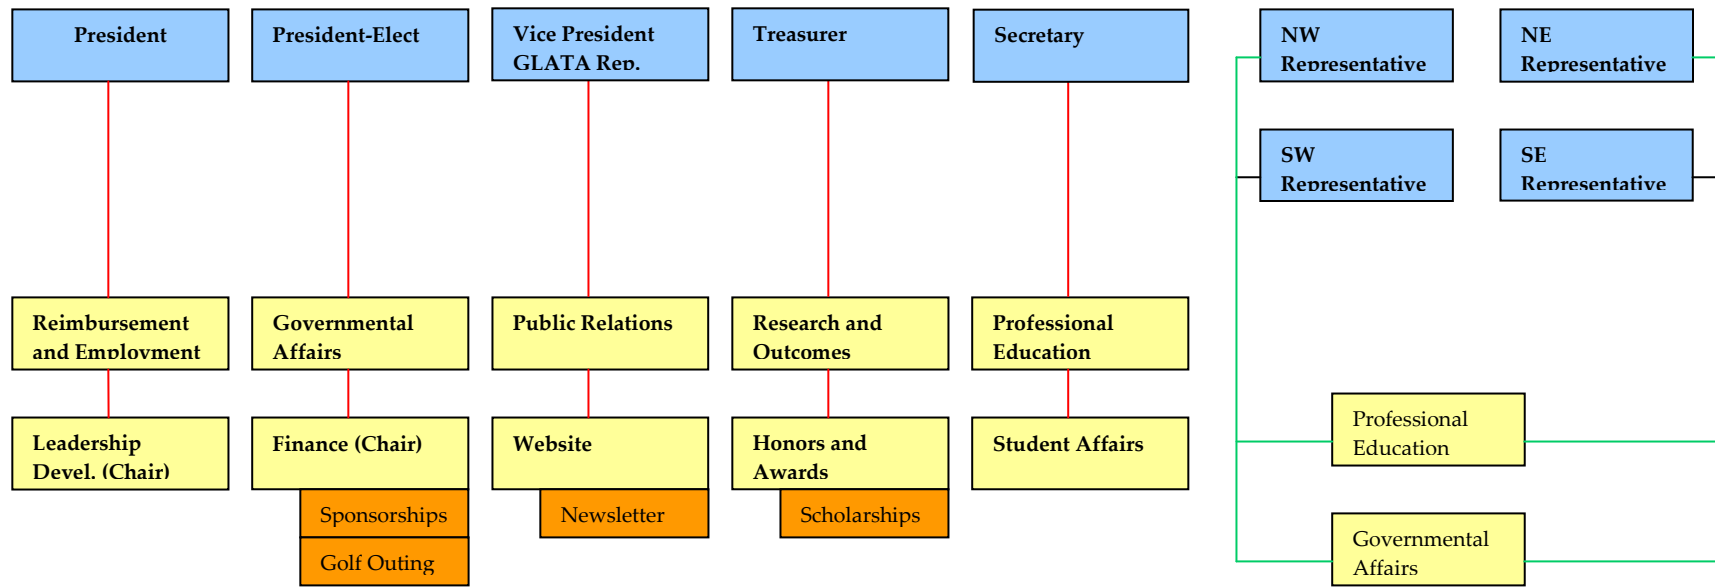 President
President-Elect
Vice President
GLATA Rep.
Treasurer
Secretary
NW
Representative
NE
Representative
SW
Representative
SE
Representative
Reimbursement
and Employment
Governmental
Affairs
Public Relations
Research and
Outcomes
Professional
Education
Leadership
Devel. (Chair)
Finance (Chair)
Website
Honors and
Awards
Student Affairs
Professional
Education
Sponsorships
Newsletter
Scholarships
Golf Outing
Governmental
Affairs